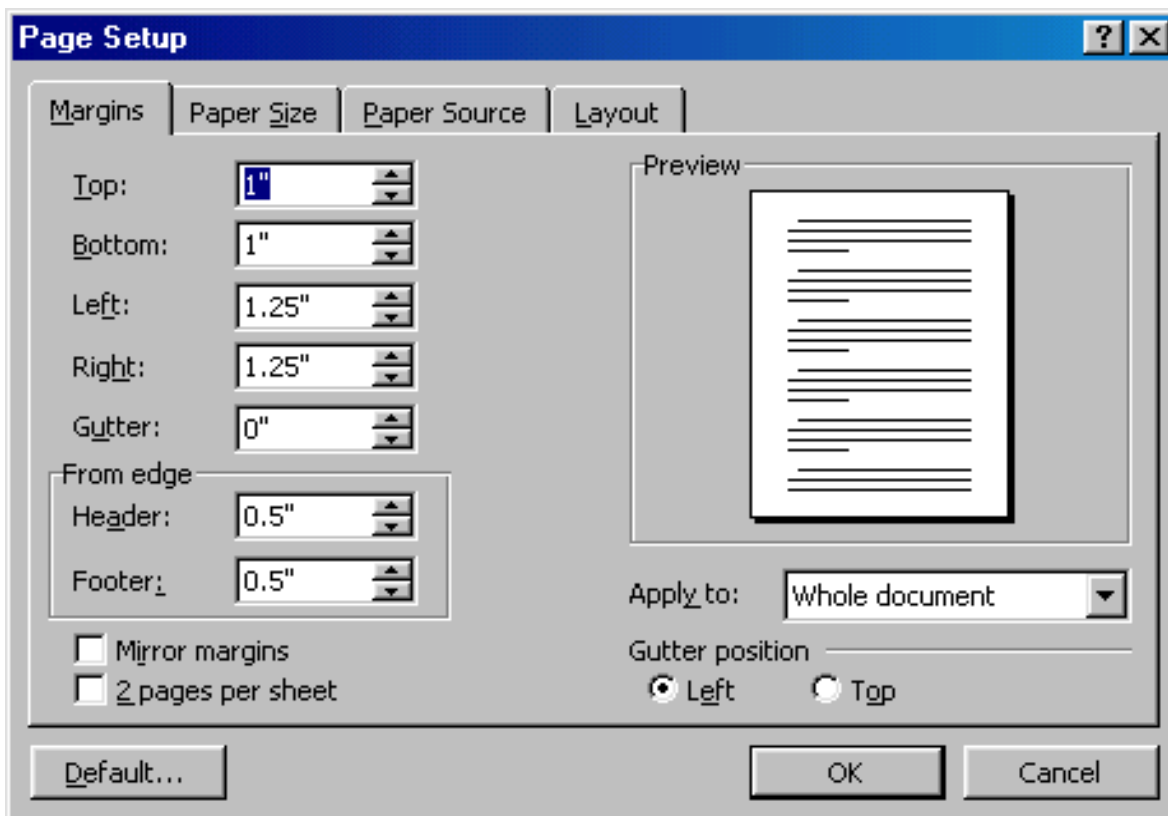 Page Setup
Margins
Paper Size
Paper Source
Layout
Top: 1"
Bottom: 1"
Left: 1.25"
Right: 1.25"
Gutter: 0"
From edge
Header: 0.5"
Footer: 0.5"
Mirror margins
2 pages per sheet
Preview
Apply to: Whole document
Gutter position
Left Top
Default...
OK
Cancel